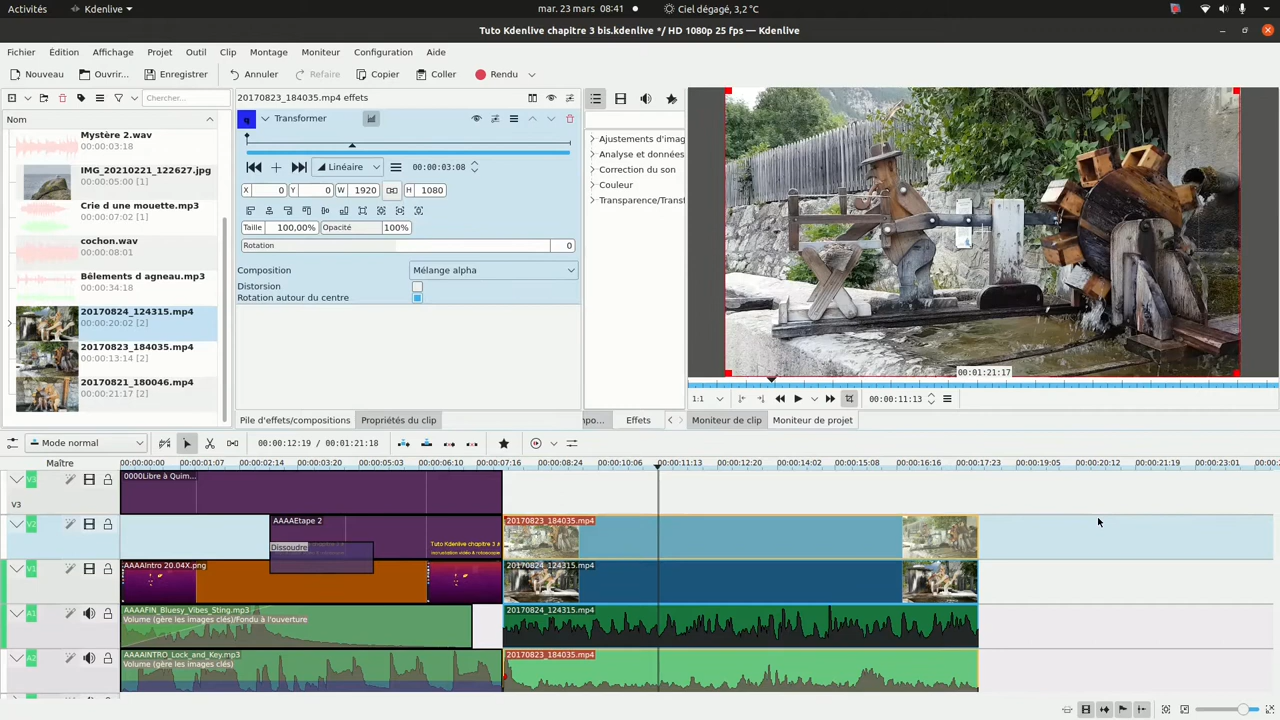 Activités
Kdenlive
mar. 23 mars 08:41
Ciel dégagé, 3,2 °C
Tuto Kdenlive chapitre 3 bis.kdenlive */ HD 1080p 25 fps — Kdenlive
Fichier Édition Affichage Projet Outil Clip Montage Moniteur Configuration Aide
Nouveau Ouvrir... Enregistrer Annuler Refaire Copier Coller Rendu
Chercher...
Nom
Mystère 2.wav
00:00:03:18
IMG_20210221_122627.jpg
00:00:05:00 [1]
Crie d une mouette.mp3
00:00:07:02 [1]
cochon.wav
00:00:08:01
Bêlements d agneau.mp3
00:00:34:18
20170824_124315.mp4
00:00:20:02 [2]
20170823_184035.mp4
00:00:13:14 [2]
20170821_180046.mp4
00:00:21:17 [2]
20170823_184035.mp4 effets
Transformer
Linéaire
00:00:03:08
X 0 Y 0 W 1920 H 1080
Taille 100,00% Opacité 100%
Rotation 0
Composition Mélange alpha
Distorsion
Rotation autour du centre
Pile d'effets/compositions Propriétés du clip
Ajustements d'imag
Analyse et données
Correction du son
Couleur
Transparence/Transf
Effets
00:01:21:17
1:1
00:00:11:13
Moniteur de clip Moniteur de projet
Mode normal
00:00:12:19 / 00:01:21:18
Maître
00:00:00:00 00:00:01:07 00:00:02:14 00:00:03:20 00:00:05:03 00:00:06:10 00:00:07:16 00:00:08:24 00:00:10:06 00:00:11:13 00:00:12:20 00:00:14:02 00:00:15:08 00:00:16:16 00:00:17:23 00:00:19:05 00:00:20:12 00:00:21:19 00:00:23:01
V3
V3
0000Libre à Quim...
V2
AAAAEtape 2
Dissoudre
Tuto Kdenlive chapitre 3 #
incrustation vidéo & rotoscopie
20170823_184035.mp4
V1
AAAAIntro 20.04X.png
20170824_124315.mp4
A1
AAAAFIN_Bluesy_Vibes_Sting.mp3
Volume (gère les images clés)/Fondu à l'ouverture
20170824_124315.mp4
A2
AAAAINTRO_Lock_and_Key.mp3
Volume (gère les images clés)
20170823_184035.mp4